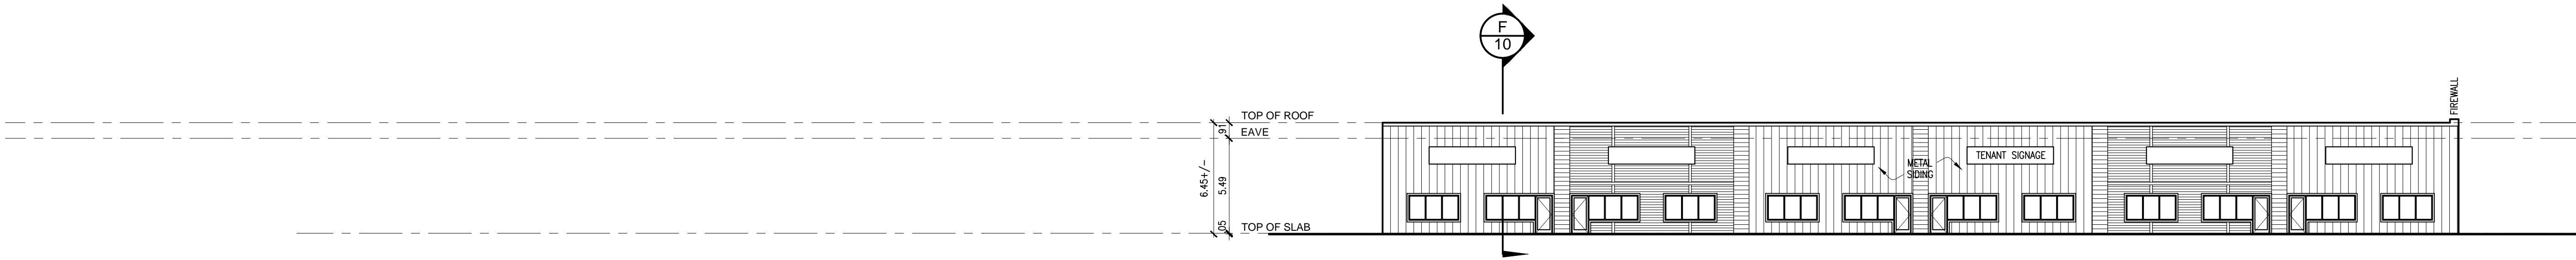 F
10
FIREWALL
TOP OF ROOF
.91
EAVE
6.45+/-
5.49
TENANT SIGNAGE
METAL
SIDING
.05
TOP OF SLAB